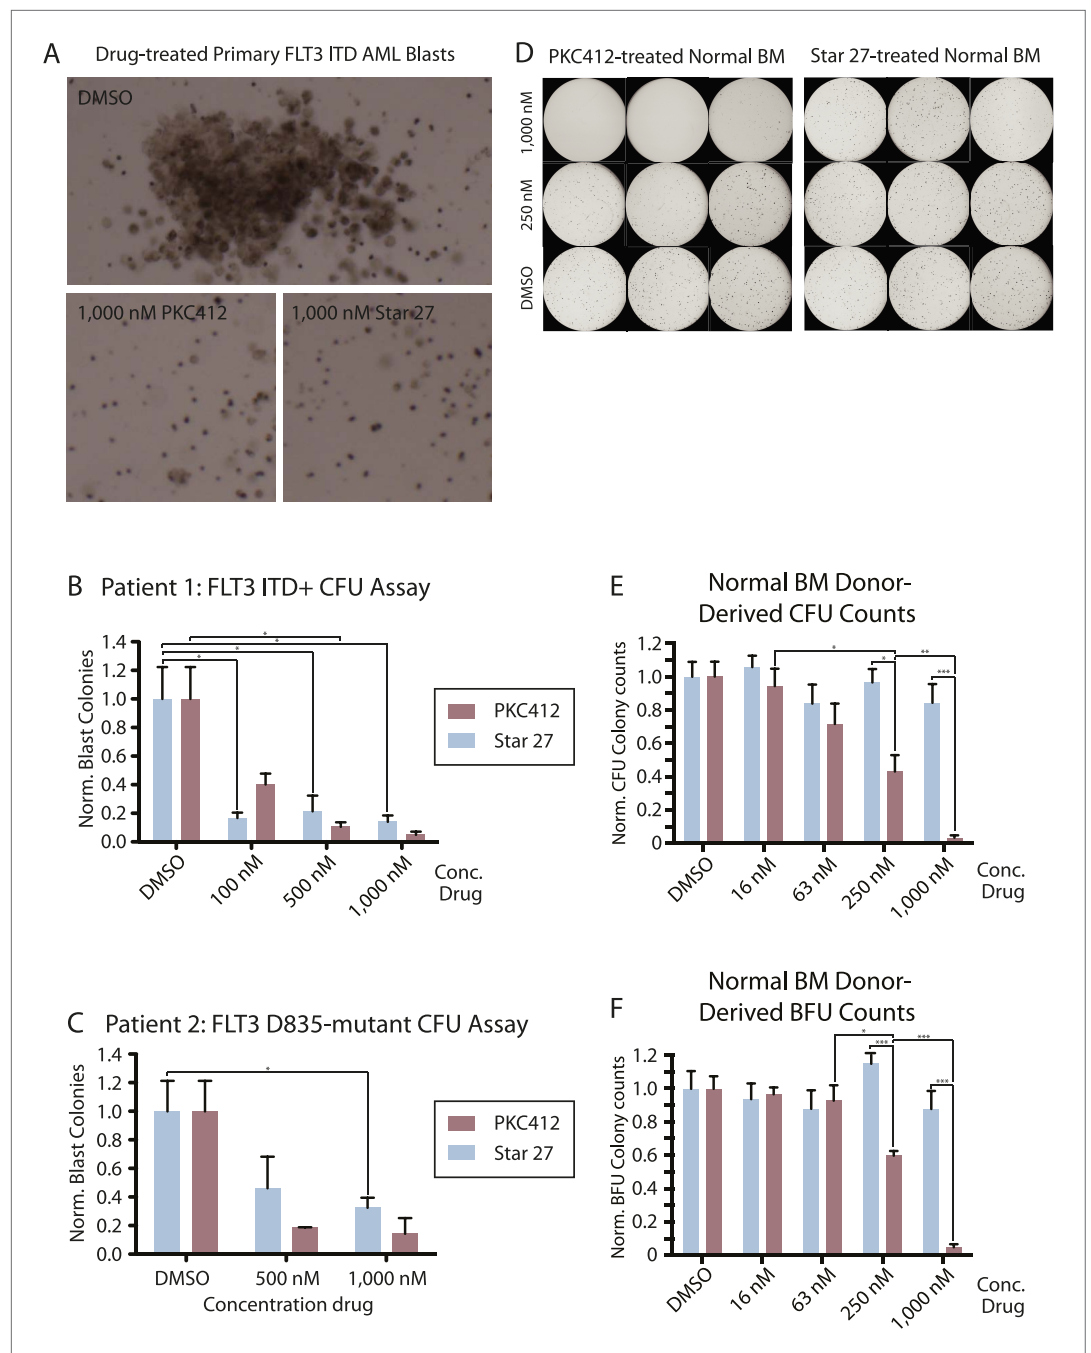 A
Drug-treated Primary FLT3 ITD AML Blasts
DMSO
1,000 nM PKC412
1,000 nM Star 27
D
PKC412-treated Normal BM
Star 27-treated Normal BM
1,000 nM
250 nM
DMSO
B Patient 1: FLT3 ITD+ CFU Assay
Norm. Blast Colonies
1.4
1.2
1.0
0.8
0.6
0.4
0.2
0.0
*
*
*
*
DMSO
100 nM
500 nM
1,000 nM
Conc.
Drug
PKC412
Star 27
E
Normal BM Donor-
Derived CFU Counts
Norm. CFU Colony counts
1.2
1.0
0.8
0.6
0.4
0.2
0
*
*
**
***
DMSO
16 nM
63 nM
250 nM
1,000 nM
Conc.
Drug
C Patient 2: FLT3 D835-mutant CFU Assay
Norm. Blast Colonies
1.4
1.2
1.0
0.8
0.6
0.4
0.2
0.0
*
DMSO
500 nM
1,000 nM
Concentration drug
PKC412
Star 27
F
Normal BM Donor-
Derived BFU Counts
Norm. BFU Colony counts
1.2
1.0
0.8
0.6
0.4
0.2
0
*
***
***
***
DMSO
16 nM
63 nM
250 nM
1,000 nM
Conc.
Drug